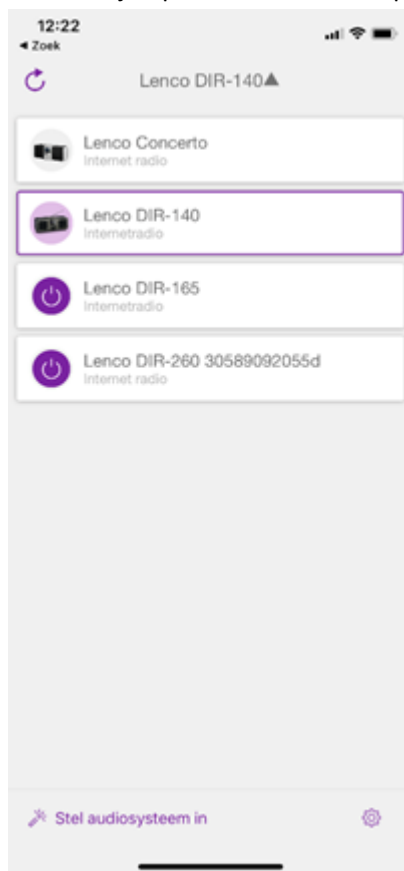 12:22
◀ Zoek
Lenco DIR-140▲
Lenco Concerto
Internet radio
Lenco DIR-140
Internetradio
Lenco DIR-165
Internetradio
Lenco DIR-260 30589092055d
Internet radio
Stel audiosysteem in